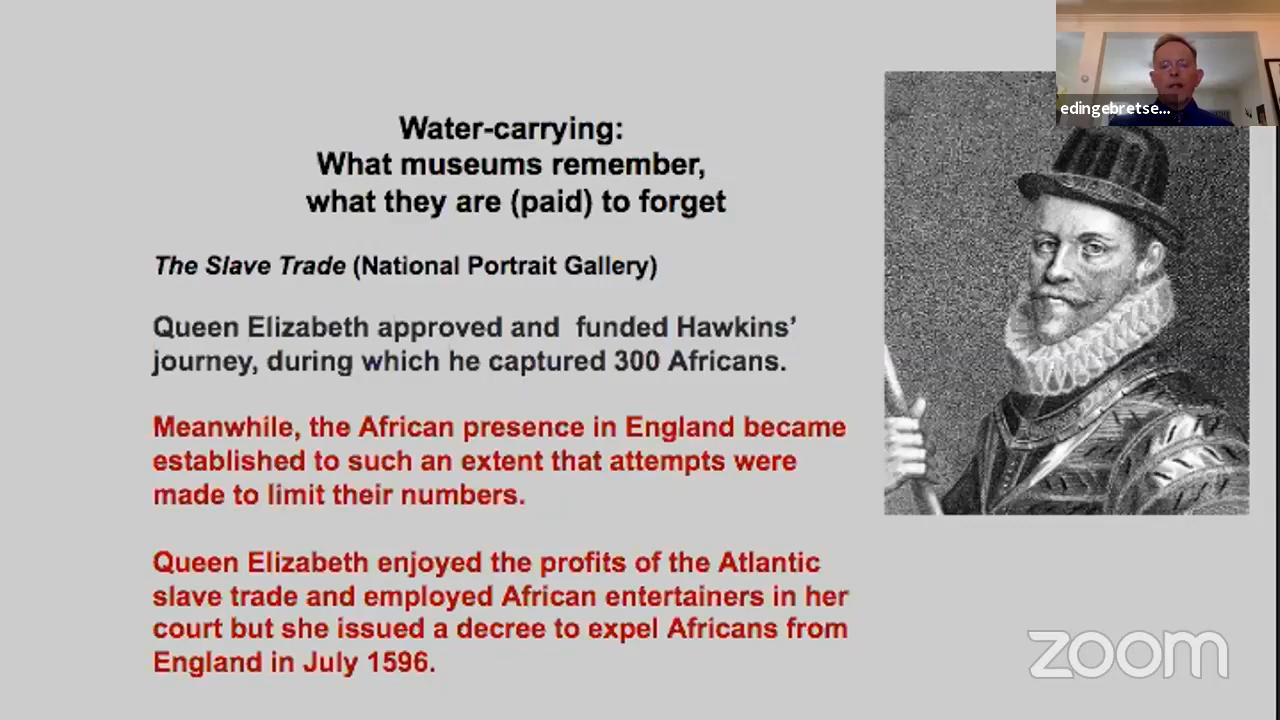 edingebretse...
Water-carrying:
What museums remember,
what they are (paid) to forget
The Slave Trade (National Portrait Gallery)
Queen Elizabeth approved and funded Hawkins’
journey, during which he captured 300 Africans.
Meanwhile, the African presence in England became
established to such an extent that attempts were
made to limit their numbers.
Queen Elizabeth enjoyed the profits of the Atlantic
slave trade and employed African entertainers in her
court but she issued a decree to expel Africans from
England in July 1596.
zoom